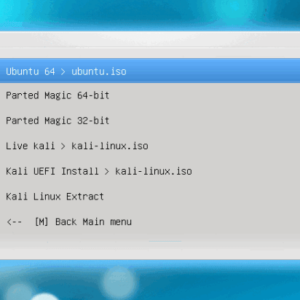 Ubuntu 64 > ubuntu.iso
Parted Magic 64-bit
Parted Magic 32-bit
Live kali > kali-linux.iso
Kali UEFI Install > kali-linux.iso
Kali Linux Extract
<-- [M] Back Main menu